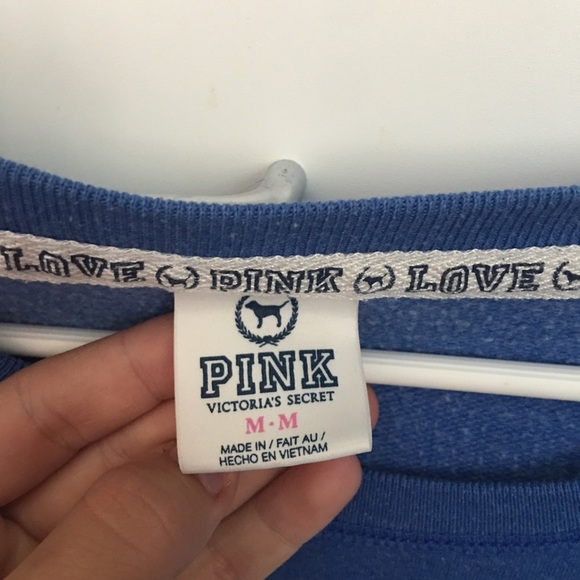 LOVE PINK LOVE
PINK
VICTORIA'S SECRET
M·M
MADE IN / FAIT AU /
HECHO EN VIETNAM